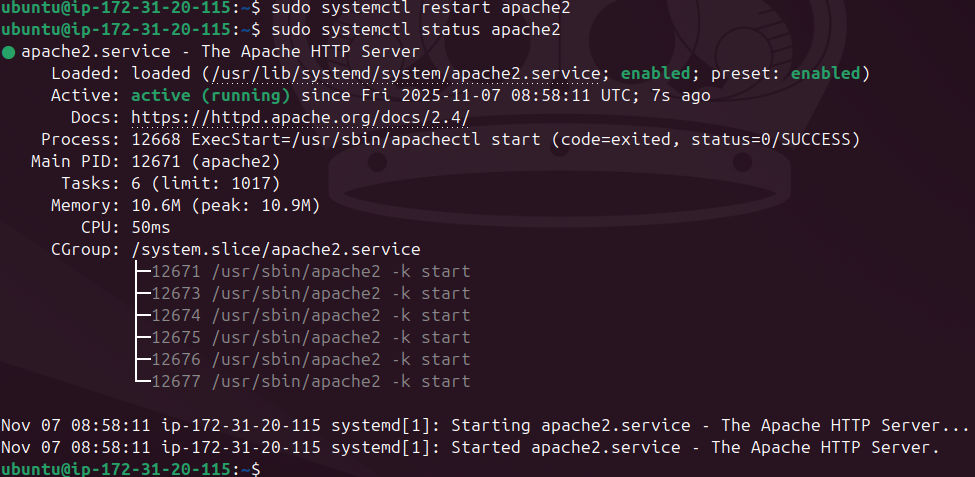 ubuntu@ip-172-31-20-115:~$ sudo systemctl restart apache2
ubuntu@ip-172-31-20-115:~$ sudo systemctl status apache2
● apache2.service - The Apache HTTP Server
     Loaded: loaded (/usr/lib/systemd/system/apache2.service; enabled; preset: enabled)
     Active: active (running) since Fri 2025-11-07 08:58:11 UTC; 7s ago
       Docs: https://httpd.apache.org/docs/2.4/
    Process: 12668 ExecStart=/usr/sbin/apachectl start (code=exited, status=0/SUCCESS)
   Main PID: 12671 (apache2)
      Tasks: 6 (limit: 1017)
     Memory: 10.6M (peak: 10.9M)
        CPU: 50ms
     CGroup: /system.slice/apache2.service
             ├─12671 /usr/sbin/apache2 -k start
             ├─12673 /usr/sbin/apache2 -k start
             ├─12674 /usr/sbin/apache2 -k start
             ├─12675 /usr/sbin/apache2 -k start
             ├─12676 /usr/sbin/apache2 -k start
             └─12677 /usr/sbin/apache2 -k start
Nov 07 08:58:11 ip-172-31-20-115 systemd[1]: Starting apache2.service - The Apache HTTP Server...
Nov 07 08:58:11 ip-172-31-20-115 systemd[1]: Started apache2.service - The Apache HTTP Server.
ubuntu@ip-172-31-20-115:~$